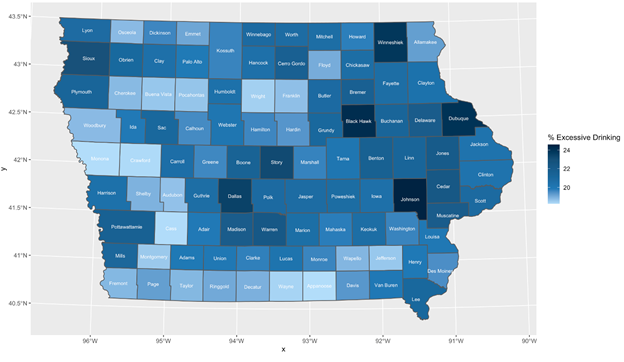 43.5°N
Lyon Osceola Dickinson Emmet Winnebago Worth Mitchell Howard Winneshiek Allamakee
Kossuth
Sioux Obrien Clay Palo Alto Hancock Cerro Gordo Floyd Chickasaw
43°N
Fayette Clayton
Plymouth Cherokee Buena Vista Pocahontas Humboldt Wright Franklin Butler Bremer
42.5°N
Woodbury Ida Sac Calhoun Webster Hamilton Hardin Grundy Black Hawk Buchanan Delaware Dubuque
Jackson
42°N
Monona Crawford Carroll Greene Boone Story Marshall Tama Benton Linn Jones
Clinton
Cedar
Harrison Shelby Audubon Guthrie Dallas Polk Jasper Poweshiek Iowa Johnson Scott
41.5°N
Muscatine
Pottawattamie Cass Adair Madison Warren Marion Mahaska Keokuk Washington
Louisa
41°N
Mills Montgomery Adams Union Clarke Lucas Monroe Wapello Jefferson Henry
Des Moines
Fremont Page Taylor Ringgold Decatur Wayne Appanoose Davis Van Buren
40.5°N
Lee
96°W 95°W 94°W 93°W 92°W 91°W 90°W
x
y
% Excessive Drinking
24
22
20